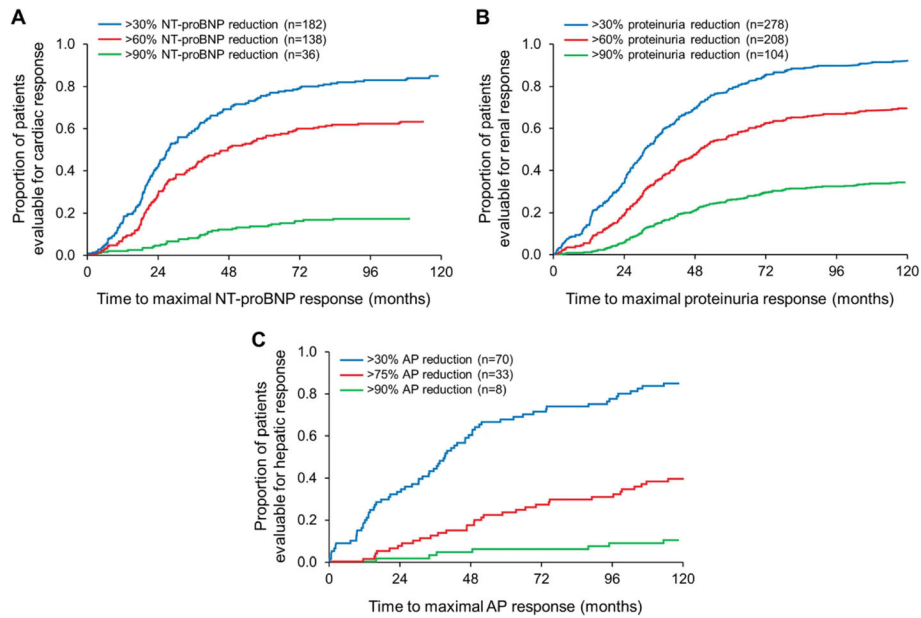 A
>30% NT-proBNP reduction (n=182)
>60% NT-proBNP reduction (n=138)
>90% NT-proBNP reduction (n=36)
Proportion of patients
evaluable for cardiac response
1.0
0.8
0.6
0.4
0.2
0.0
0 24 48 72 96 120
Time to maximal NT-proBNP response (months)
B
>30% proteinuria reduction (n=278)
>60% proteinuria reduction (n=208)
>90% proteinuria reduction (n=104)
Proportion of patients
evaluable for renal response
1.0
0.8
0.6
0.4
0.2
0.0
0 24 48 72 96 120
Time to maximal proteinuria response (months)
C
>30% AP reduction (n=70)
>75% AP reduction (n=33)
>90% AP reduction (n=8)
Proportion of patients
evaluable for hepatic response
1.0
0.8
0.6
0.4
0.2
0.0
0 24 48 72 96 120
Time to maximal AP response (months)